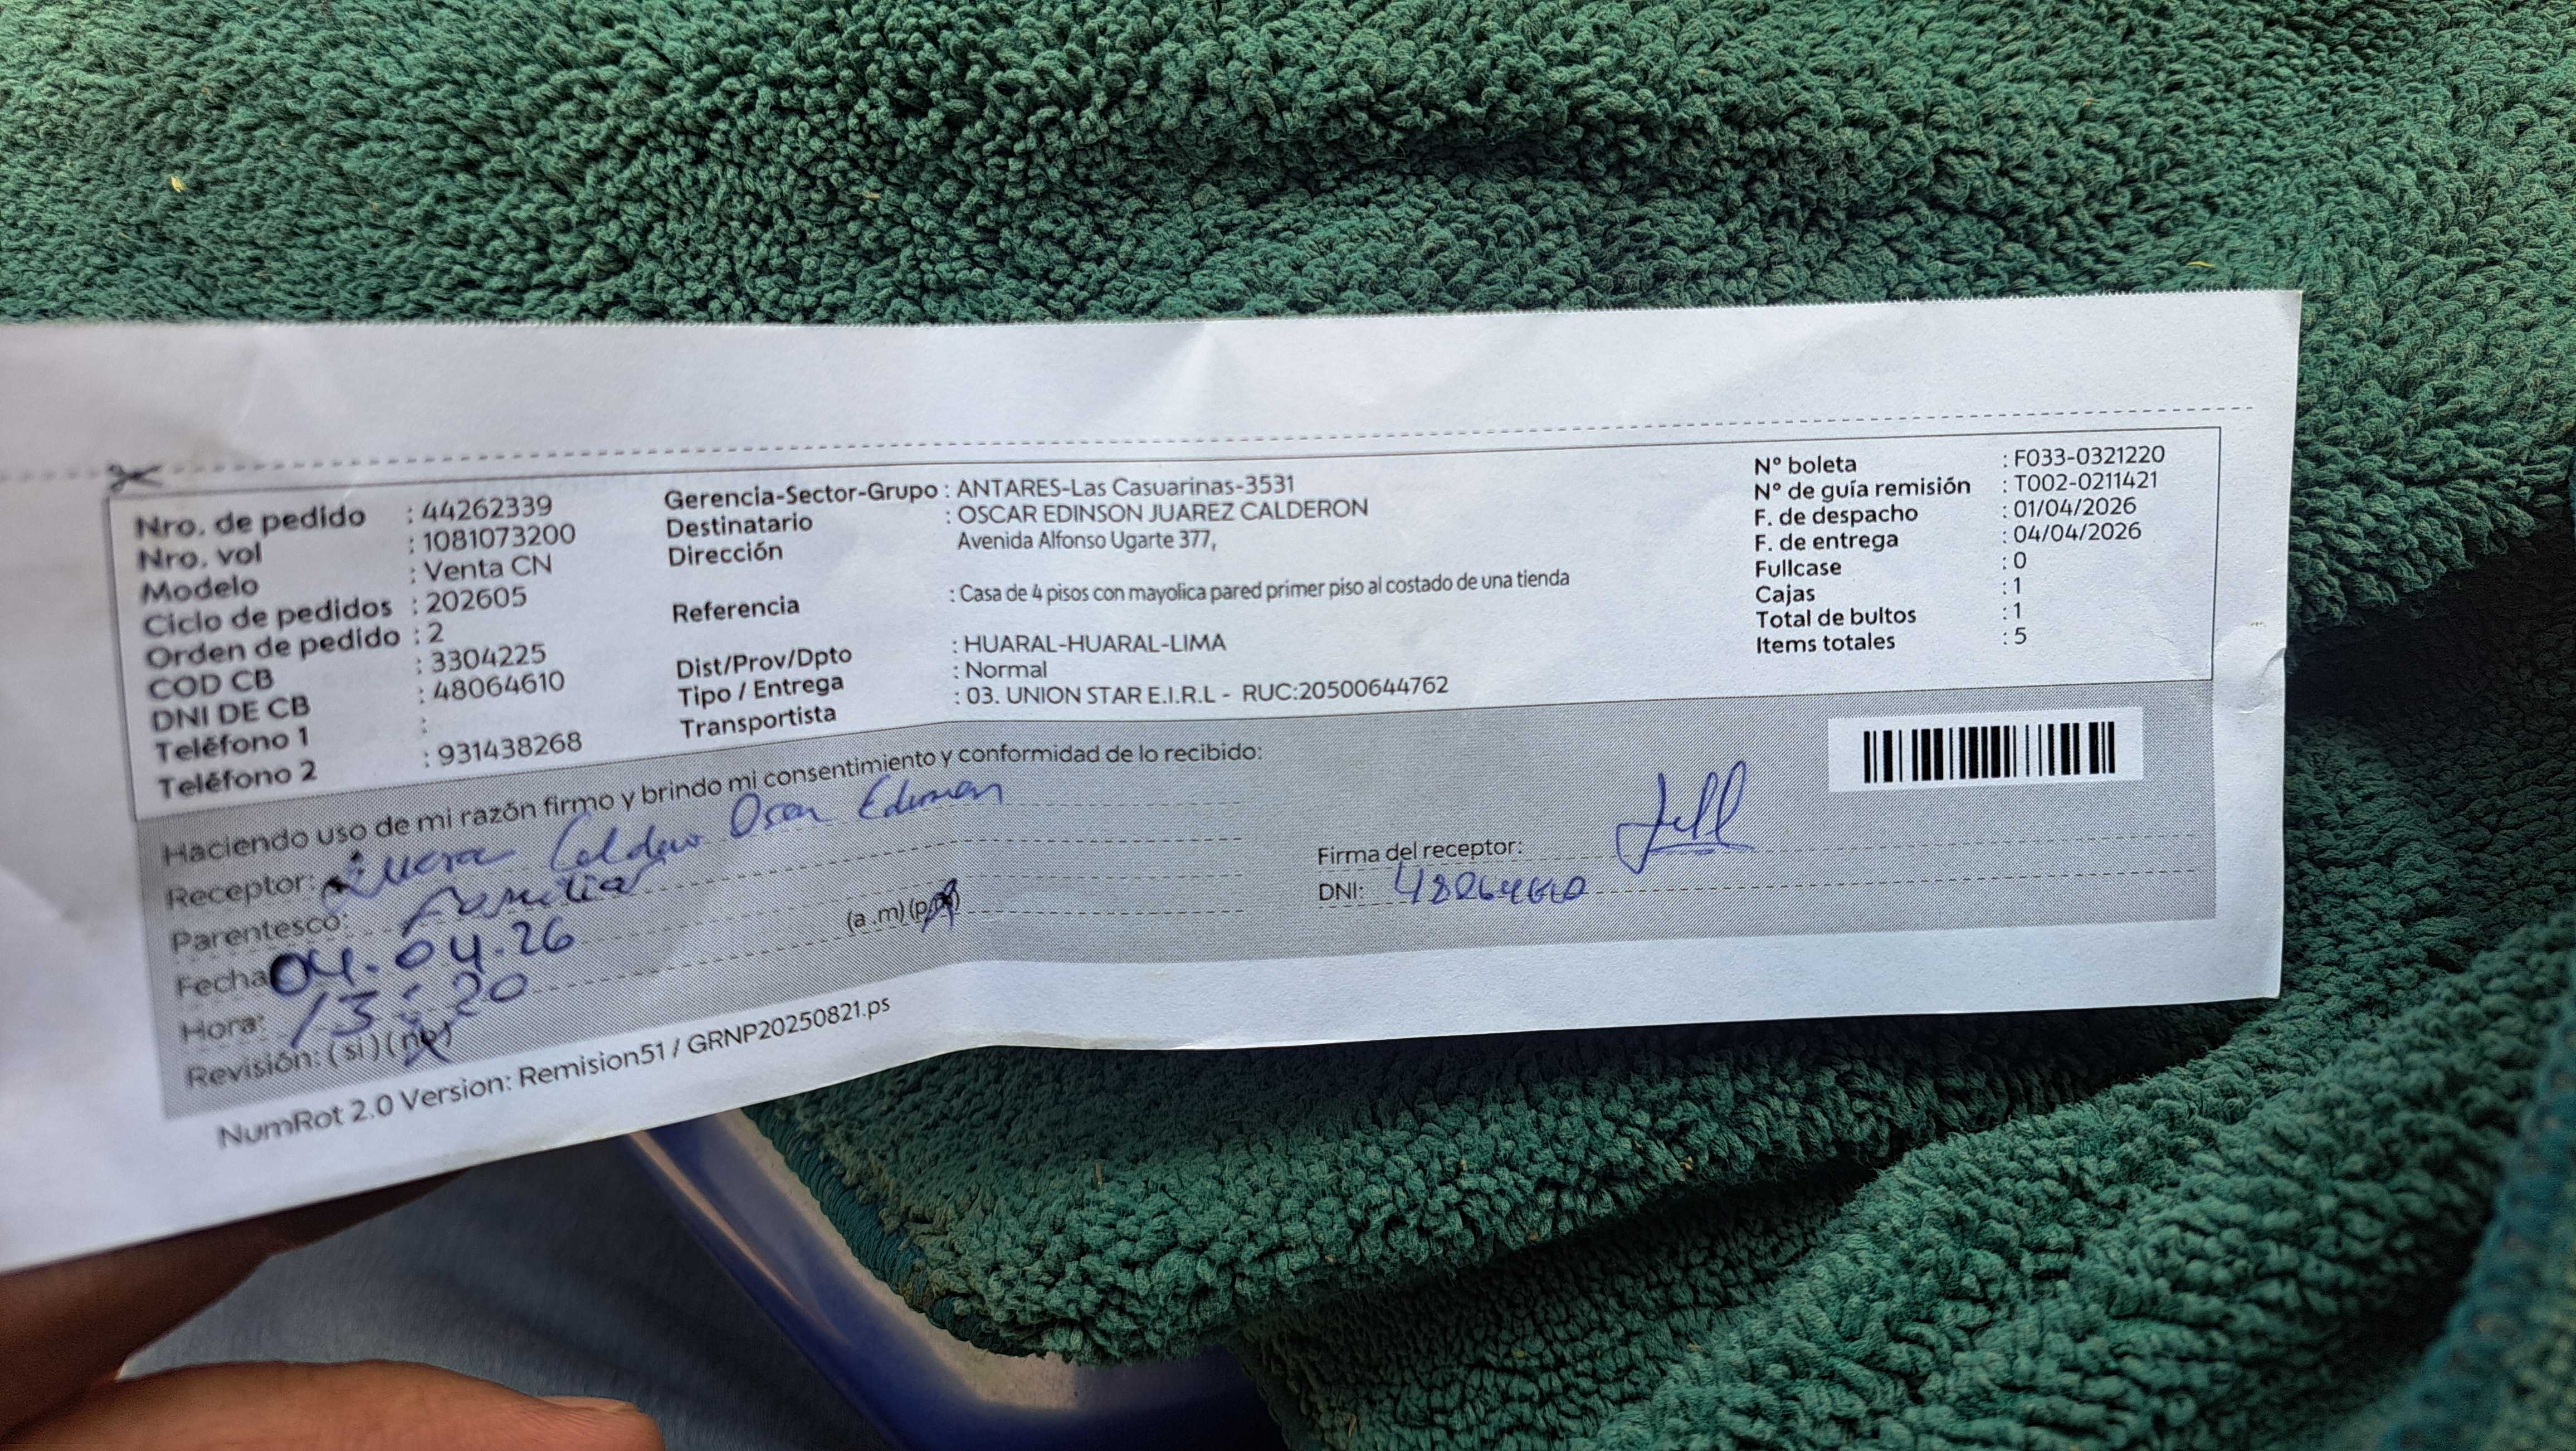 Nro. de pedido : 44262339
Nro. vol : 1081073200
Modelo : Venta CN
Ciclo de pedidos : 202605
Orden de pedido : 2
COD CB : 3304225
DNI DE CB : 48064610
Teléfono 1 :
Teléfono 2 : 931438268
Gerencia-Sector-Grupo : ANTARES-Las Casuarinas-3531
Destinatario : OSCAR EDINSON JUAREZ CALDERON
Dirección Avenida Alfonso Ugarte 377,
Referencia : Casa de 4 pisos con mayolica pared primer piso al costado de una tienda
Dist/Prov/Dpto : HUARAL-HUARAL-LIMA
Tipo / Entrega : Normal
Transportista : 03. UNION STAR E.I.R.L - RUC:20500644762
N° boleta : F033-0321220
N° de guía remisión : T002-0211421
F. de despacho : 01/04/2026
F. de entrega : 04/04/2026
Fullcase : 0
Cajas : 1
Total de bultos : 1
Items totales : 5
Haciendo uso de mi razón firmo y brindo mi consentimiento y conformidad de lo recibido:
Receptor:
Parentesco: familia
Fecha 04.04.26
Hora: 13:20 (a .m) (p.m)
Revisión: (si) (no)
Firma del receptor:
DNI:
NumRot 2.0 Version: Remision51 / GRNP20250821.ps